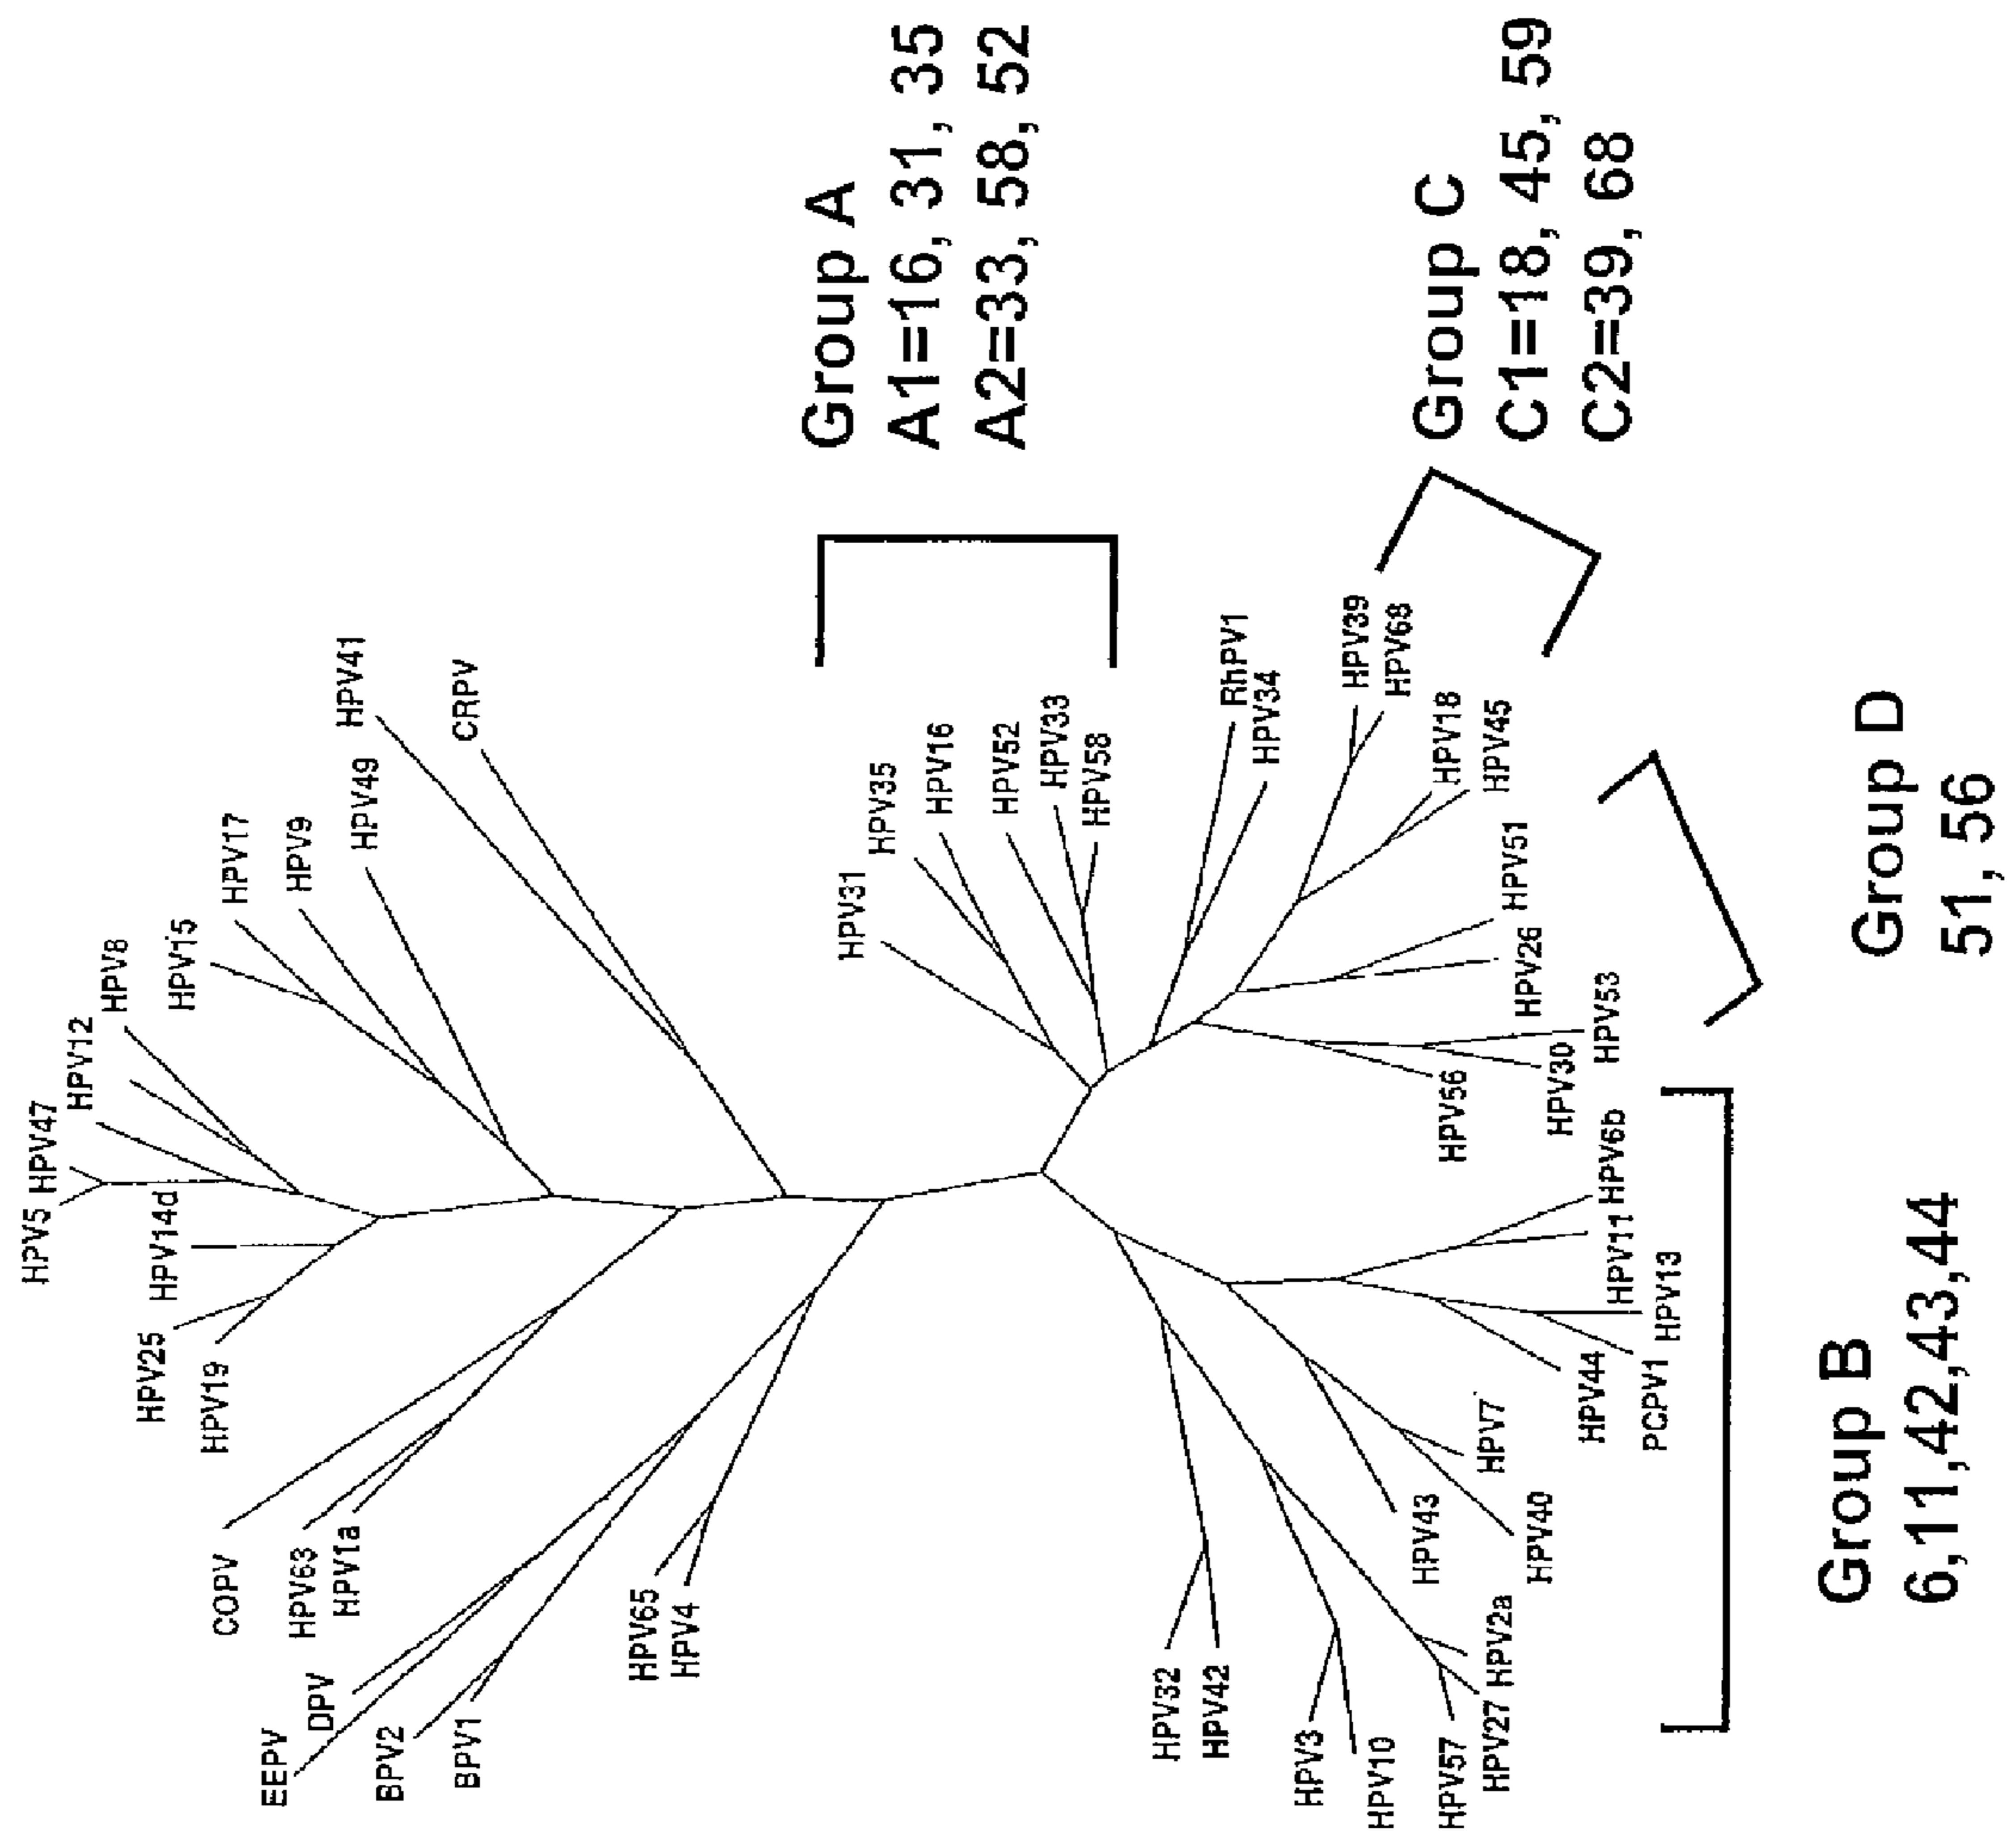 HPV5
HPV47
HPV12
HPV8
HPV15
HPV17
HPV9
HPV49
HPV41
CRPV
HPV14d
HPV25
HPV19
COPV
HPV63
HPV1a
EEPV
DPV
BPV2
BPV1
HPV65
HPV4
HPV31
HPV35
HPV16
HPV52
HPV33
HPV58
Group A
A1=16, 31, 35
A2=33, 58, 52
RhPV1
HPV34
HPV39
HPV68
HPV18
HPV45
Group C
C1=18, 45, 59
C2=39, 68
HPV51
HPV26
HPV53
HPV30
HPV56
Group D
51, 56
HPV6b
HPV11
HPV13
PCPV1
HPV44
HPV7
HPV40
HPV43
HPV2a
HPV27
HPV57
HPV10
HPV3
HPV42
HPV32
Group B
6,11,42,43,44